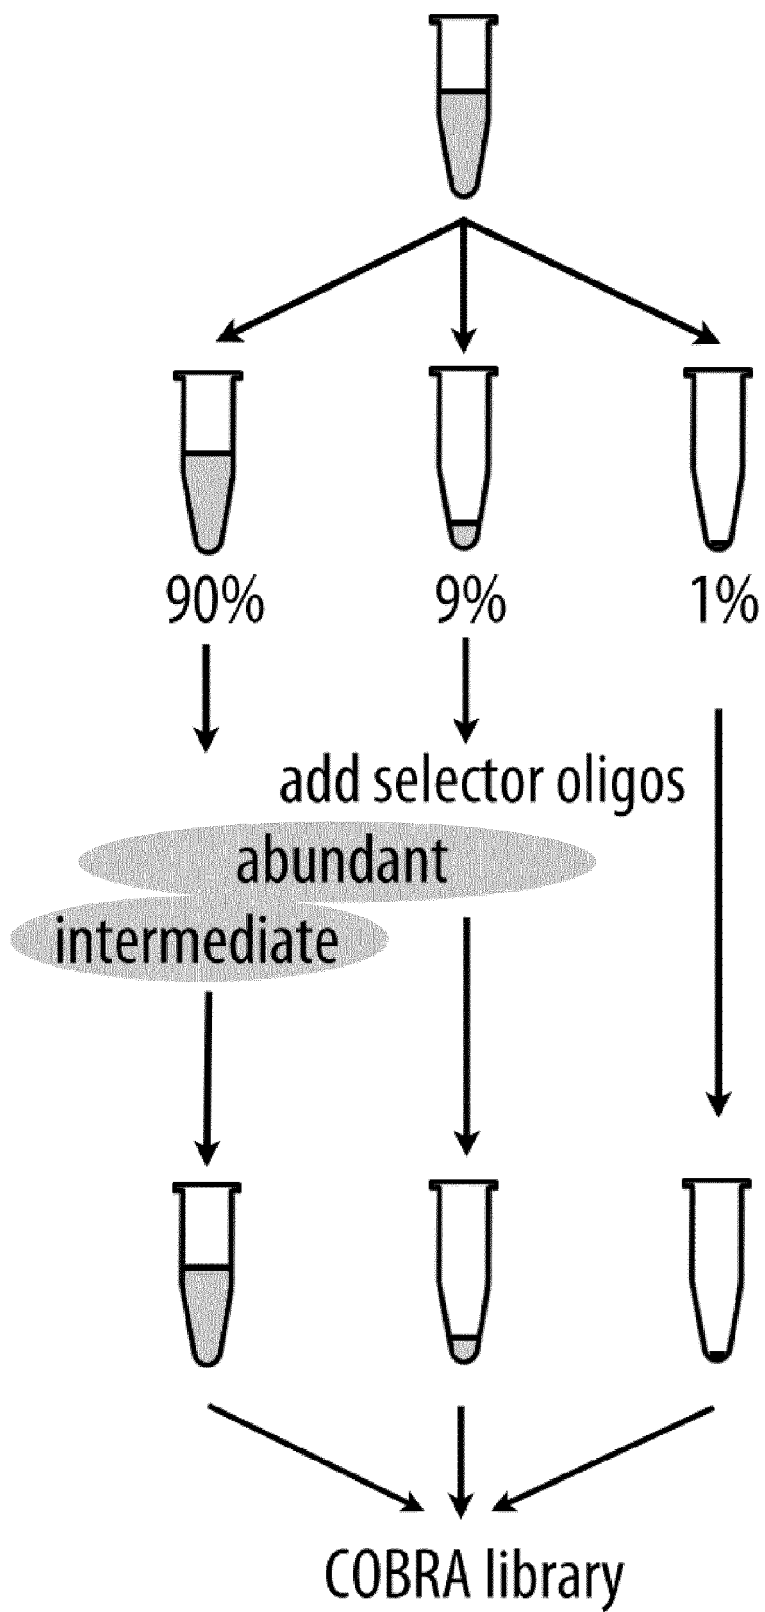 90% 9% 1%
add selector oligos
abundant
intermediate
COBRA library